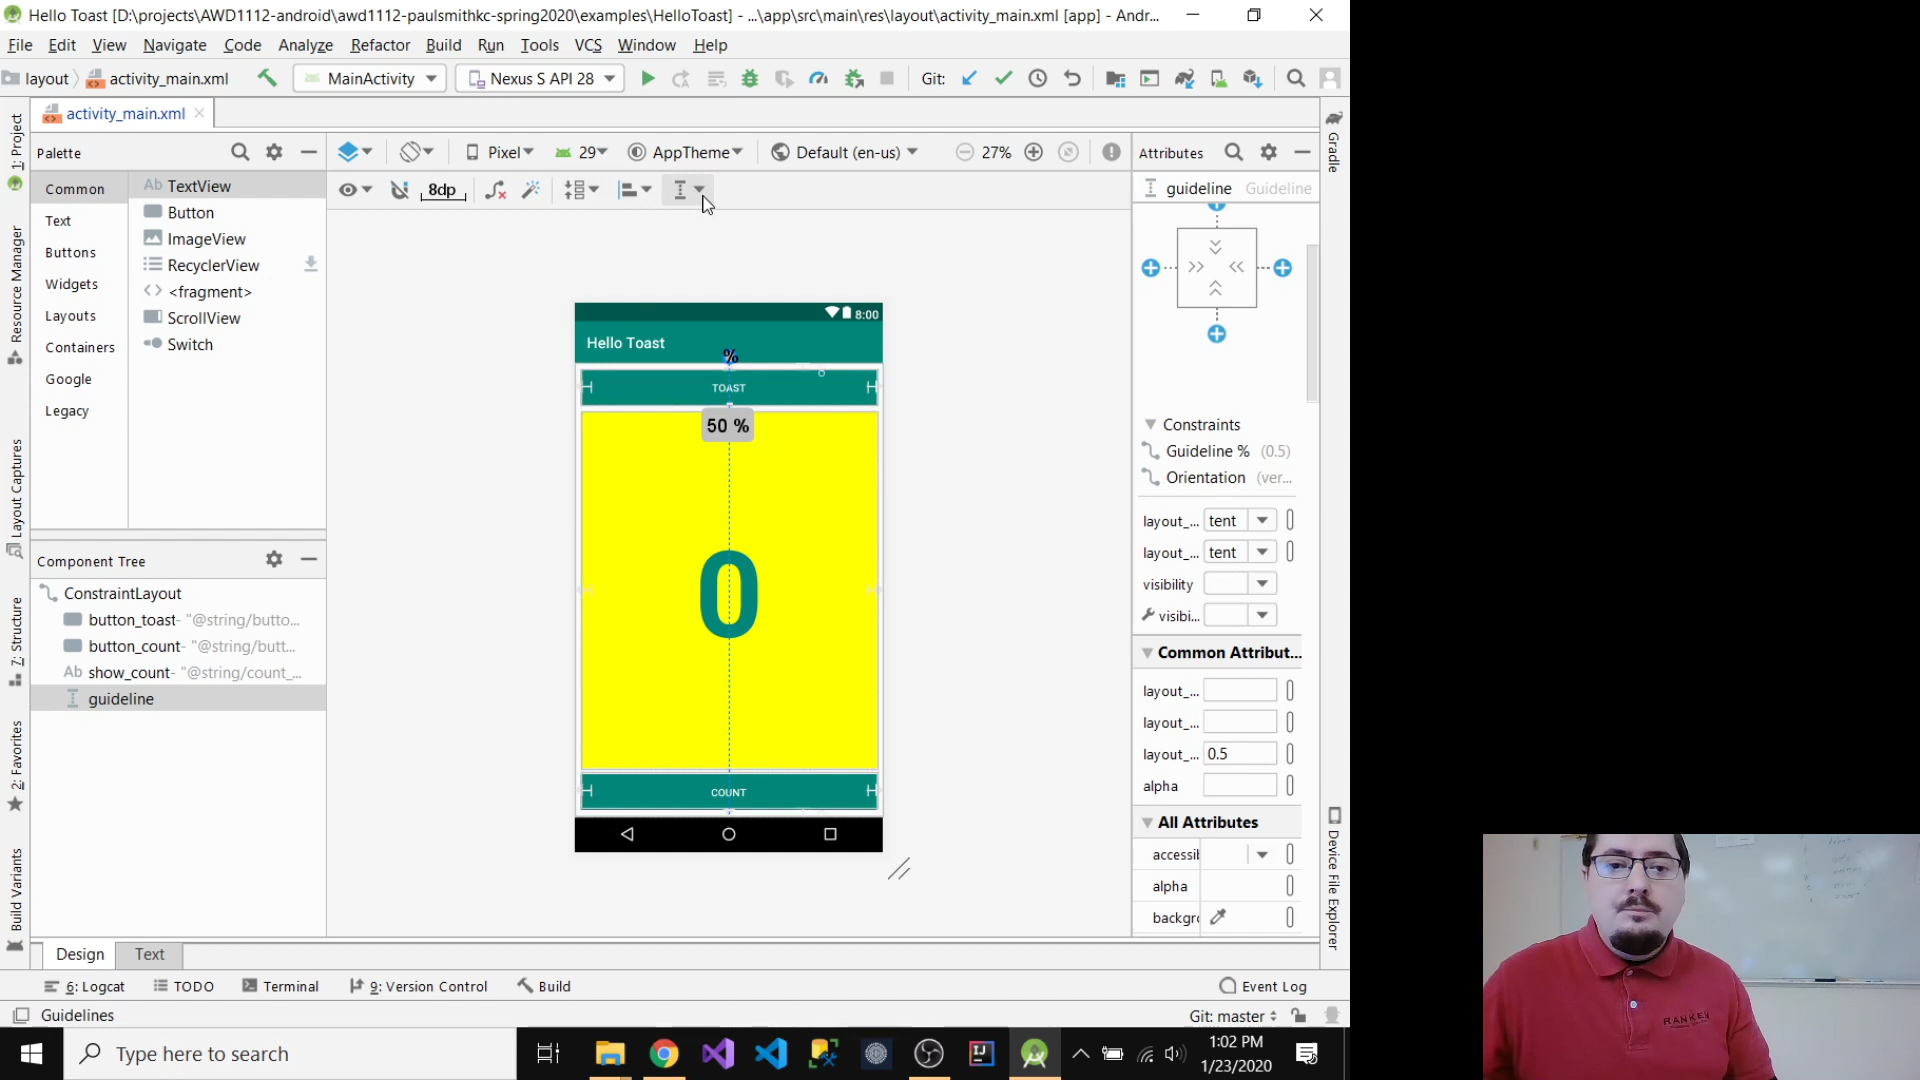 Hello Toast [D:\projects\AWD1112-android\awd1112-paulsmithkc-spring2020\examples\HelloToast] - ...\app\src\main\res\layout\activity_main.xml [app] - Andr...
File Edit View Navigate Code Analyze Refactor Build Run Tools VCS Window Help
layout activity_main.xml MainActivity Nexus S API 28 Git:
activity_main.xml
Palette Pixel 29 AppTheme Default (en-us) 27% Attributes
8dp
guideline Guideline
Common
Text
Buttons
Widgets
Layouts
Containers
Google
Legacy
Ab TextView
Button
ImageView
RecyclerView
<fragment>
ScrollView
Switch
Component Tree
ConstraintLayout
button_toast- "@string/butto...
button_count- "@string/butt...
Ab show_count- "@string/count_...
guideline
8:00
Hello Toast
%
TOAST
50 %
0
COUNT
Constraints
Guideline % (0.5)
Orientation (ver...
layout_... tent
layout_... tent
visibility
visibi...
Common Attribut...
layout_...
layout_...
layout_... 0.5
alpha
All Attributes
accessil
alpha
backgro
1: Project
Resource Manager
Layout Captures
7: Structure
2: Favorites
Build Variants
Gradle
Device File Explorer
Design Text
6: Logcat TODO Terminal 9: Version Control Build Event Log
Guidelines Git: master
Type here to search
1:02 PM
1/23/2020
RANKEN